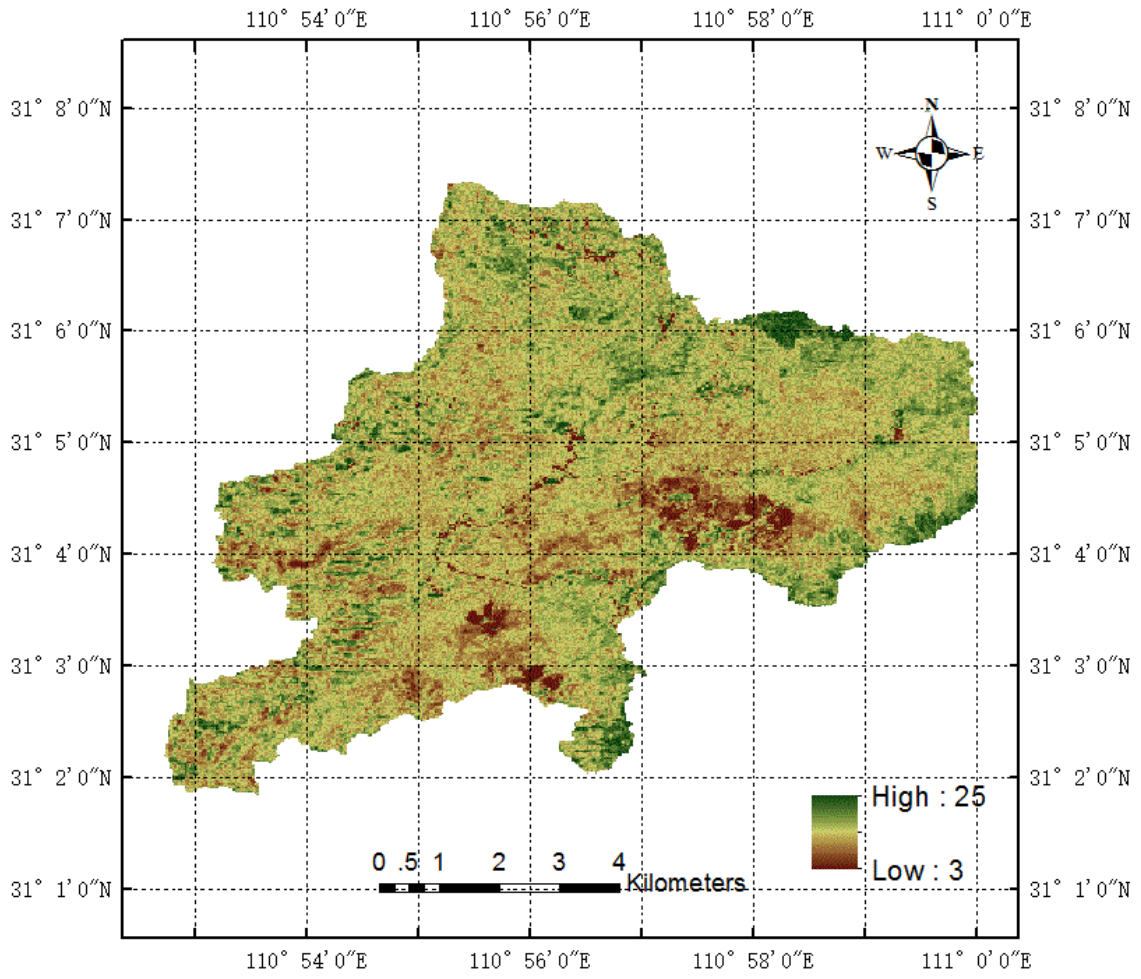 110° 54' 0"E 110° 56' 0"E 110° 58' 0"E 111° 0' 0"E
31° 8' 0"N 31° 8' 0"N
N
W E
S
31° 7' 0"N 31° 7' 0"N
31° 6' 0"N 31° 6' 0"N
31° 5' 0"N 31° 5' 0"N
31° 4' 0"N 31° 4' 0"N
31° 3' 0"N 31° 3' 0"N
31° 2' 0"N 31° 2' 0"N
High : 25
Low : 3
0 .5 1 2 3 4
Kilometers
31° 1' 0"N 31° 1' 0"N
110° 54' 0"E 110° 56' 0"E 110° 58' 0"E 111° 0' 0"E